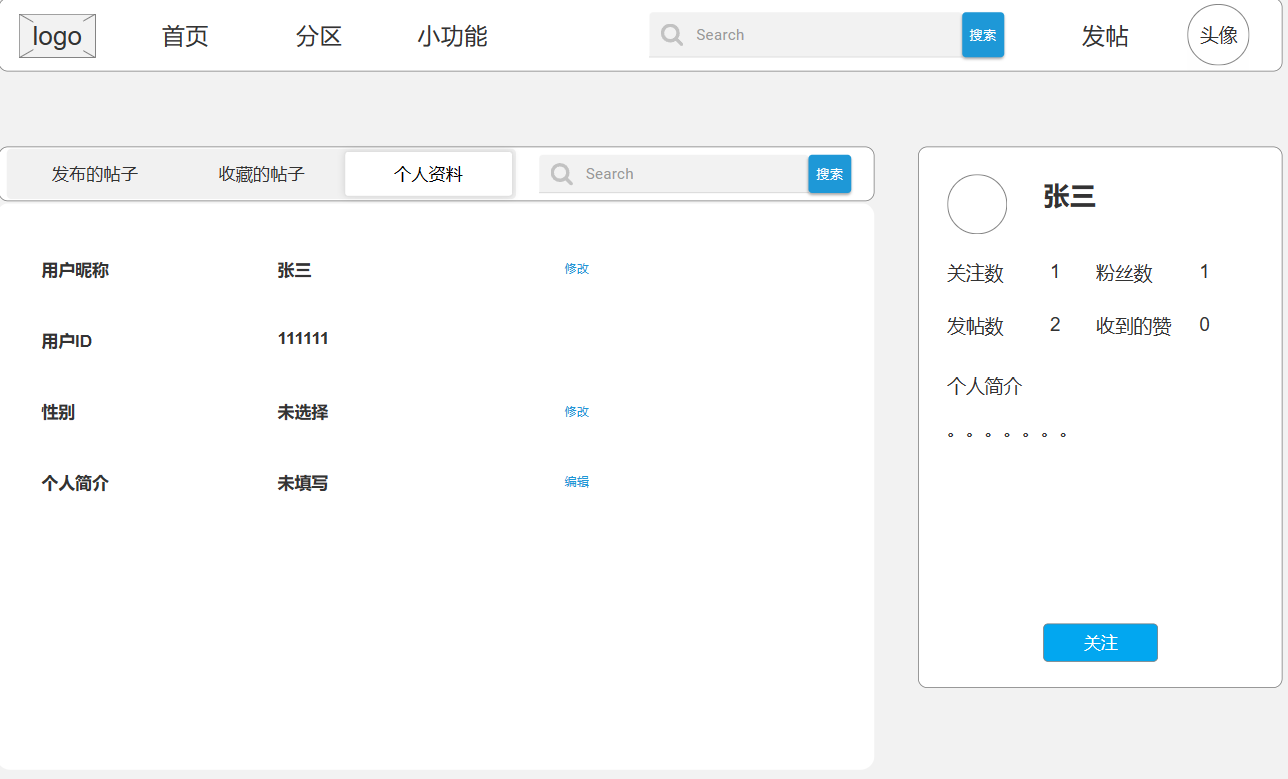 logo 首页 分区 小功能 Search 搜索 发帖 头像
发布的帖子 收藏的帖子 个人资料 Search 搜索
用户昵称 张三 修改
用户ID 111111
性别 未选择 修改
个人简介 未填写 编辑
张三
关注数 1 粉丝数 1
发帖数 2 收到的赞 0
个人简介
。。。。。。。
关注